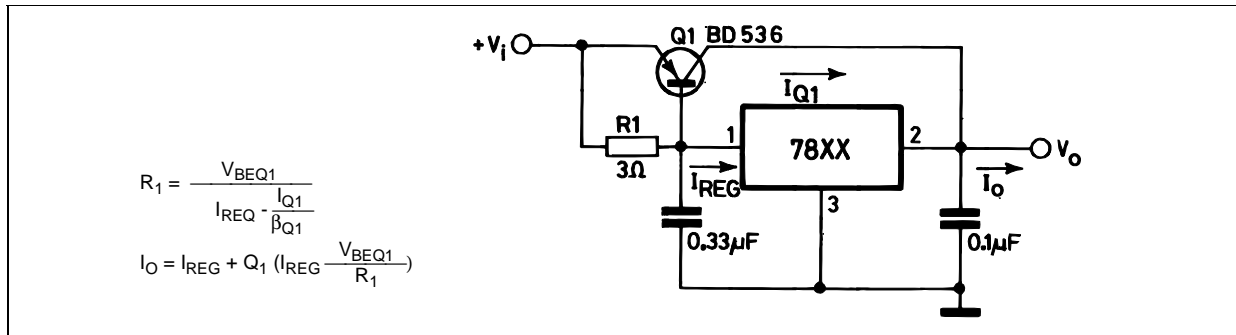 Q1 BD 536
+Vi
IQ1
R1
1
78XX
2
Vo
3Ω
IREG
Io
3
0.33µF
0.1µF
R1 = VBEQ1 / IREQ - IQ1 / βQ1
IO = IREG + Q1 (IREG VBEQ1 / R1 )